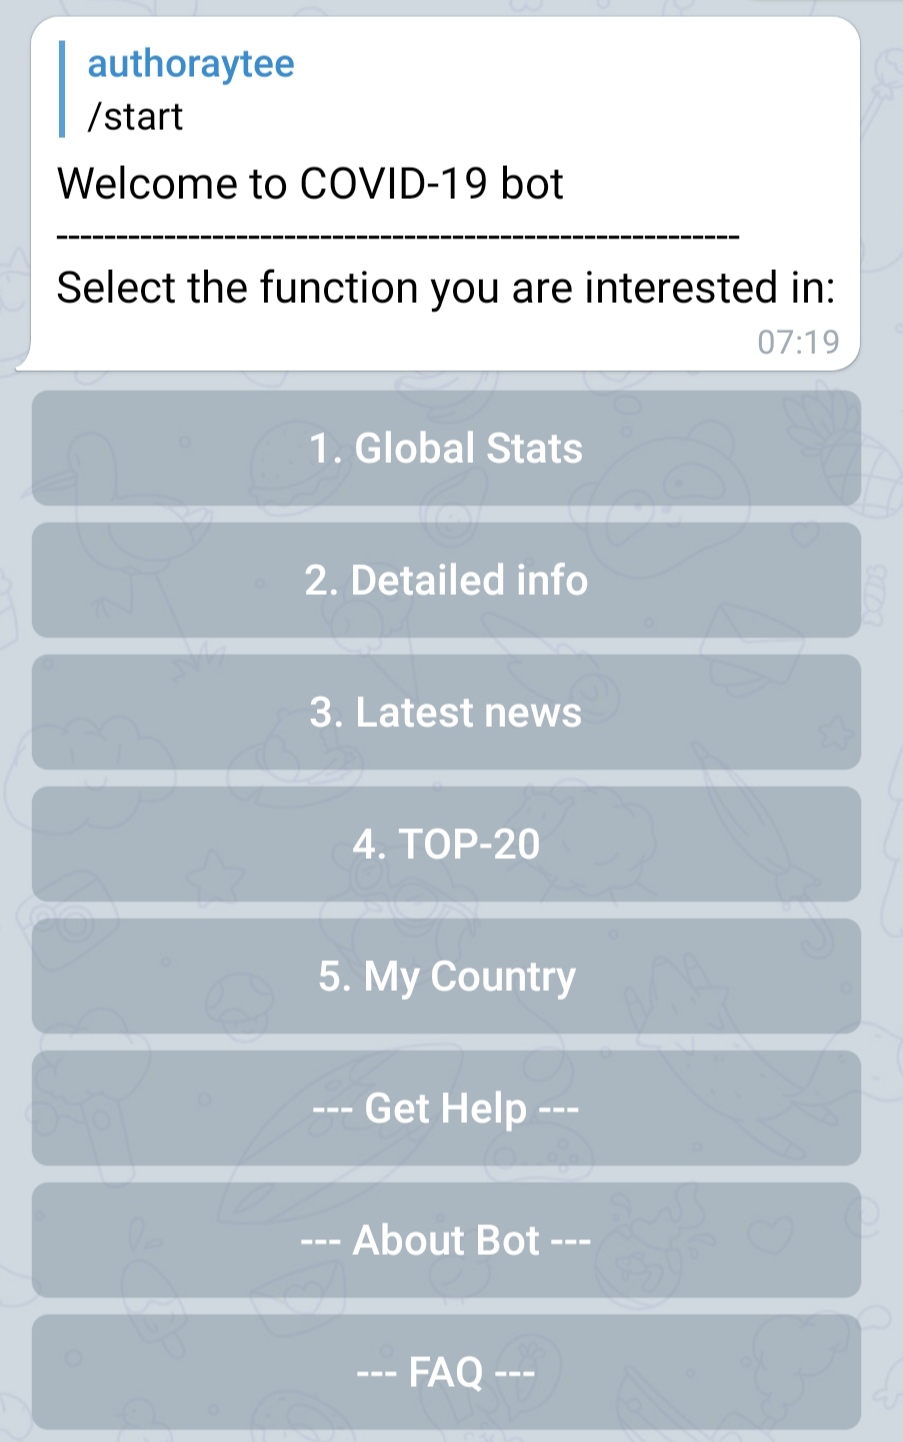 authoraytee
/start
Welcome to COVID-19 bot
---------------------------------------------------------
Select the function you are interested in:
07:19
1. Global Stats
2. Detailed info
3. Latest news
4. TOP-20
5. My Country
--- Get Help ---
--- About Bot ---
--- FAQ ---